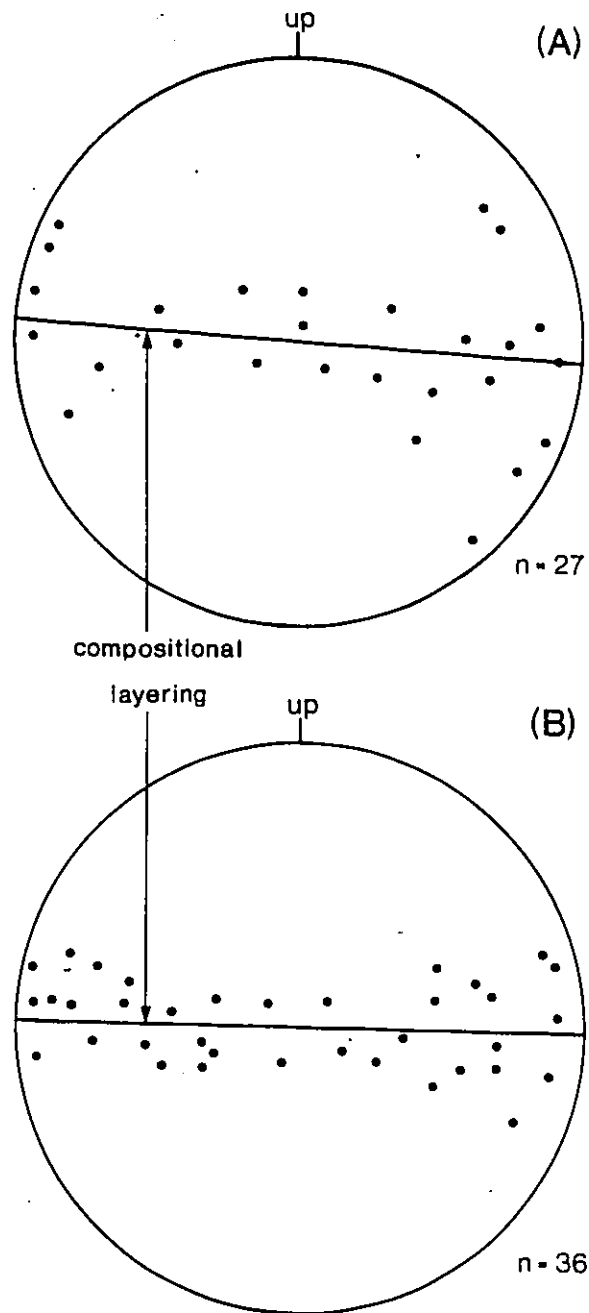 up
(A)
n = 27
compositional
layering
up
(B)
n = 36